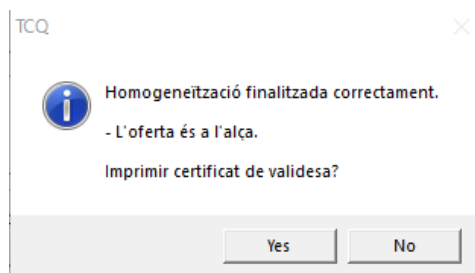 TCQ
Homogeneïtzació finalitzada correctament.
- L'oferta és a l'alça.
Imprimir certificat de validesa?
Yes
No